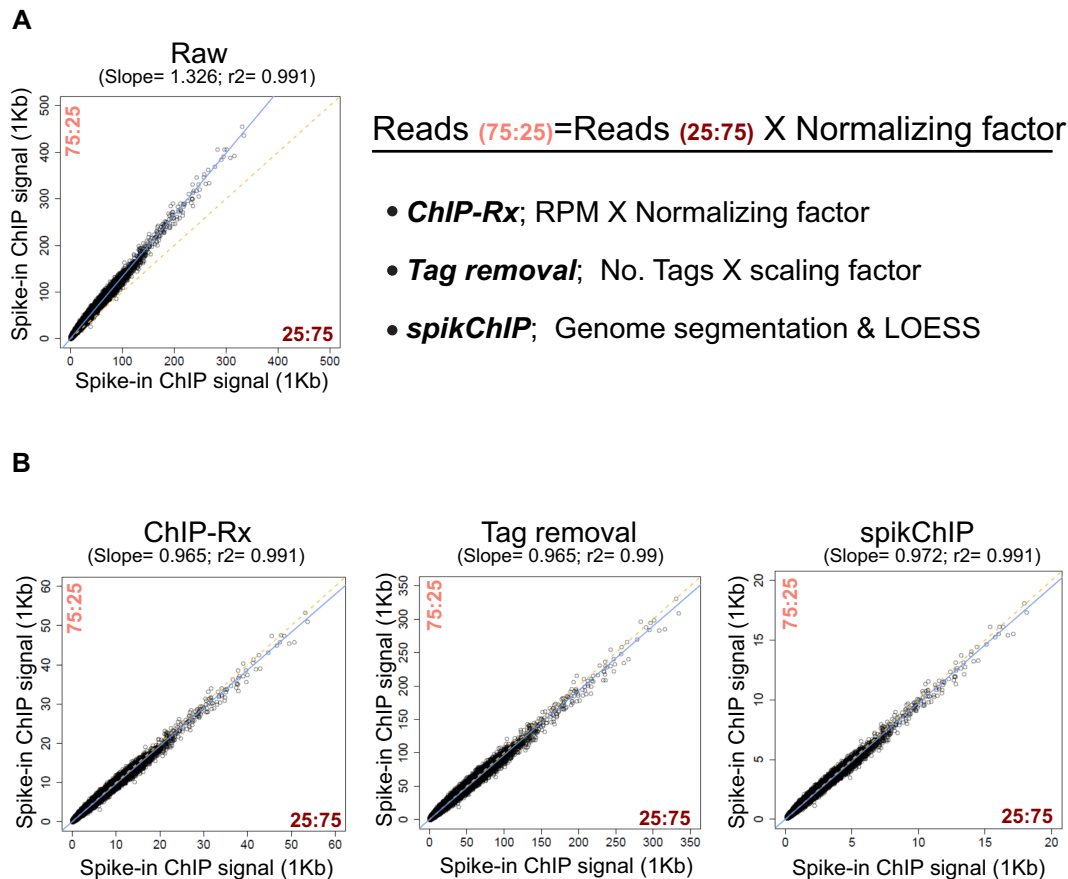 A
Raw
(Slope= 1.326; r2= 0.991)
75:25
Spike-in ChIP signal (1Kb)
500
400
300
200
100
0
25:75
0 100 200 300 400 500
Spike-in ChIP signal (1Kb)
Reads (75:25)=Reads (25:75) X Normalizing factor
• ChIP-Rx; RPM X Normalizing factor
• Tag removal; No. Tags X scaling factor
• spikChIP; Genome segmentation & LOESS
B
ChIP-Rx
(Slope= 0.965; r2= 0.991)
75:25
Spike-in ChIP signal (1Kb)
60
50
40
30
20
10
0
25:75
0 10 20 30 40 50 60
Spike-in ChIP signal (1Kb)
Tag removal
(Slope= 0.965; r2= 0.99)
75:25
Spike-in ChIP signal (1Kb)
350
300
250
200
150
100
50
0
25:75
0 50 100 150 200 250 300 350
Spike-in ChIP signal (1Kb)
spikChIP
(Slope= 0.972; r2= 0.991)
75:25
Spike-in ChIP signal (1Kb)
20
15
10
5
0
25:75
0 5 10 15 20
Spike-in ChIP signal (1Kb)